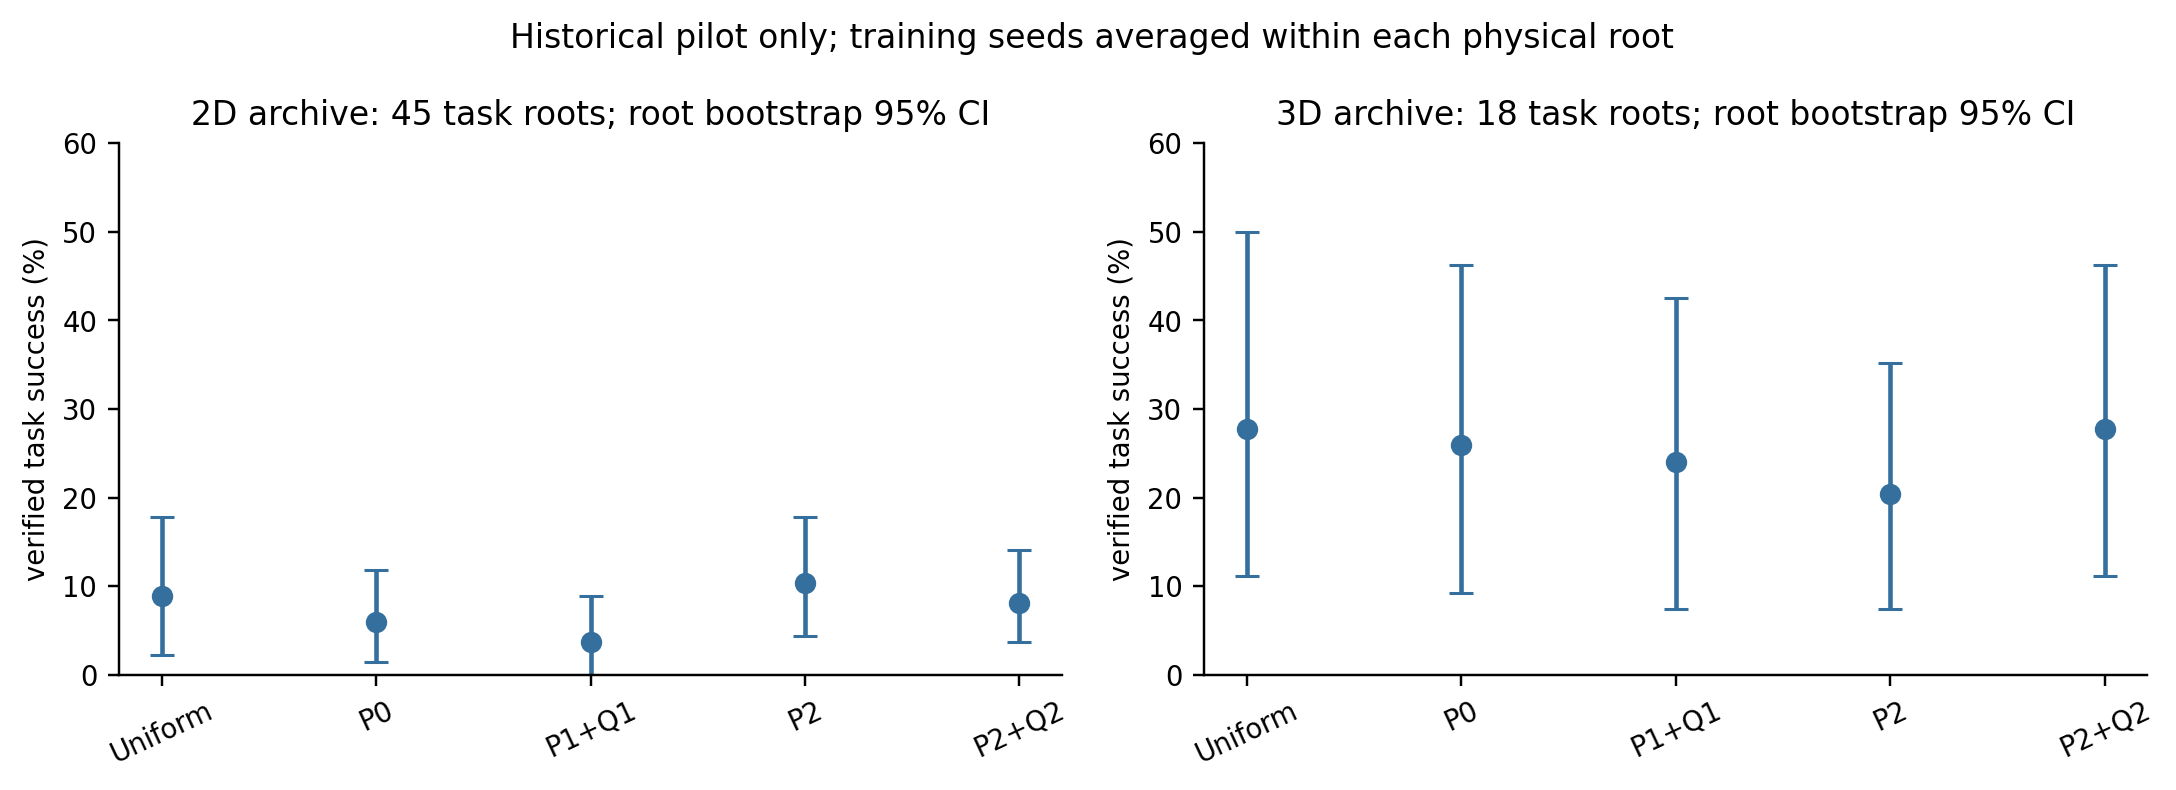 Historical pilot only; training seeds averaged within each physical root
2D archive: 45 task roots; root bootstrap 95% CI
verified task success (%)
60
50
40
30
20
10
0
Uniform
P0
P1+Q1
P2
P2+Q2
3D archive: 18 task roots; root bootstrap 95% CI
verified task success (%)
60
50
40
30
20
10
0
Uniform
P0
P1+Q1
P2
P2+Q2